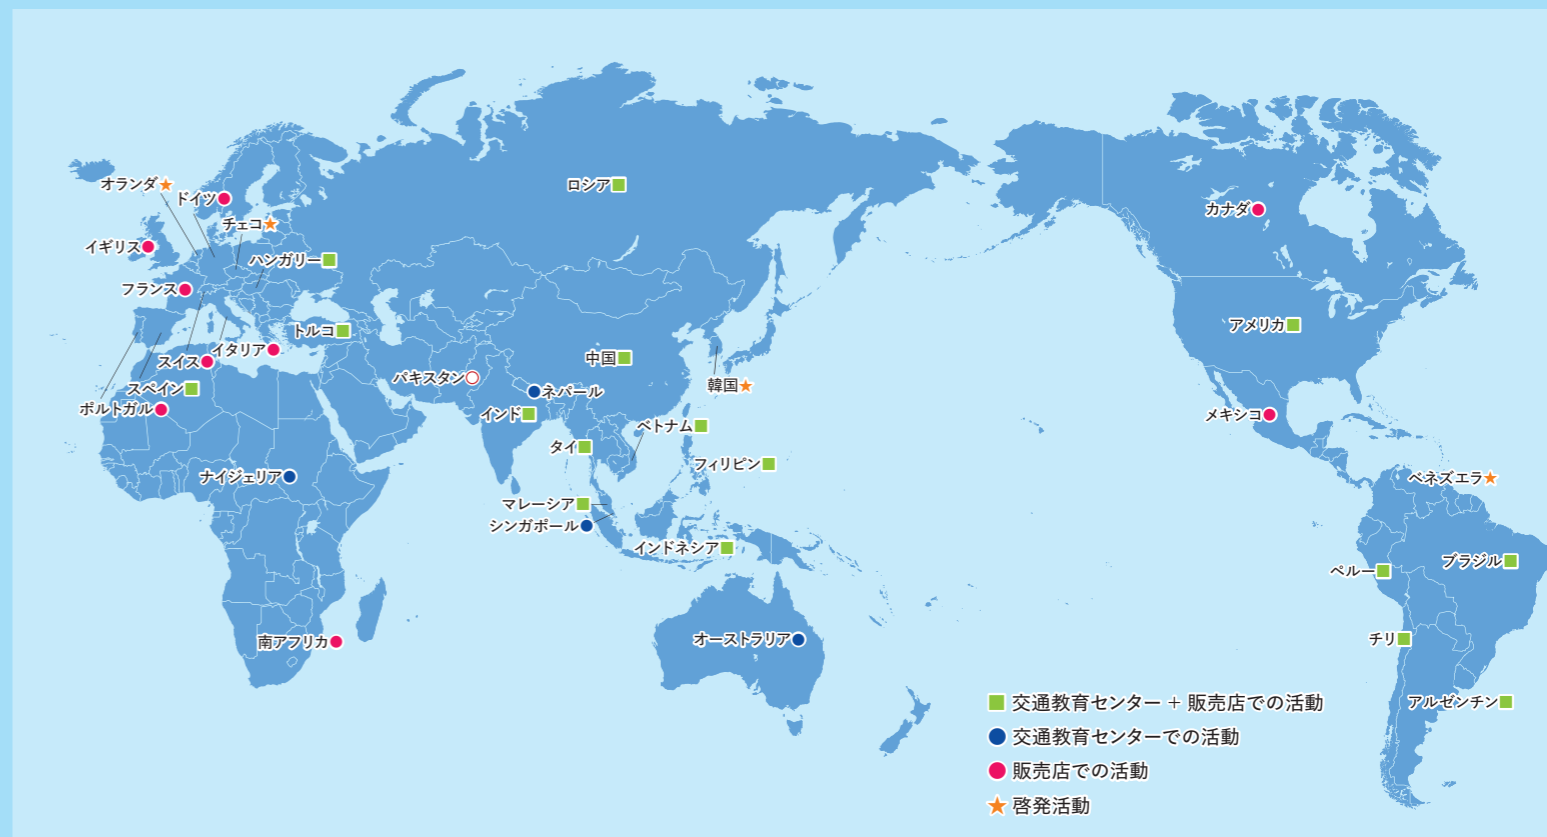 オランダ
ドイツ
ロシア
チェコ
カナダ
イギリス
ハンガリー
フランス
アメリカ
トルコ
イタリア
スイス
中国
パキスタン
韓国
スペイン
ネパール
ポルトガル
インド
メキシコ
ベトナム
タイ
フィリピン
ナイジェリア
ベネズエラ
マレーシア
シンガポール
インドネシア
ブラジル
ペルー
南アフリカ
オーストラリア
チリ
アルゼンチン
交通教育センター + 販売店での活動
交通教育センターでの活動
販売店での活動
啓発活動